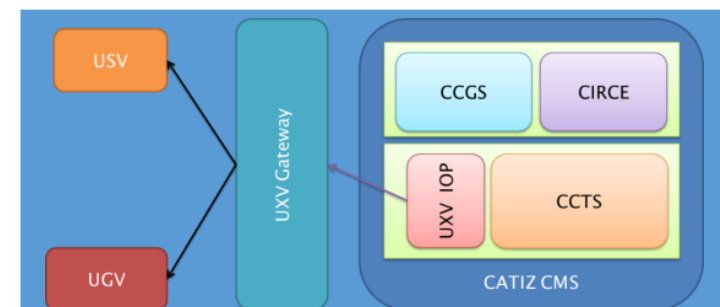 USV
UXV Gateway
CCGS
CIRCE
UXV IOP
CCTS
UGV
CATIZ CMS